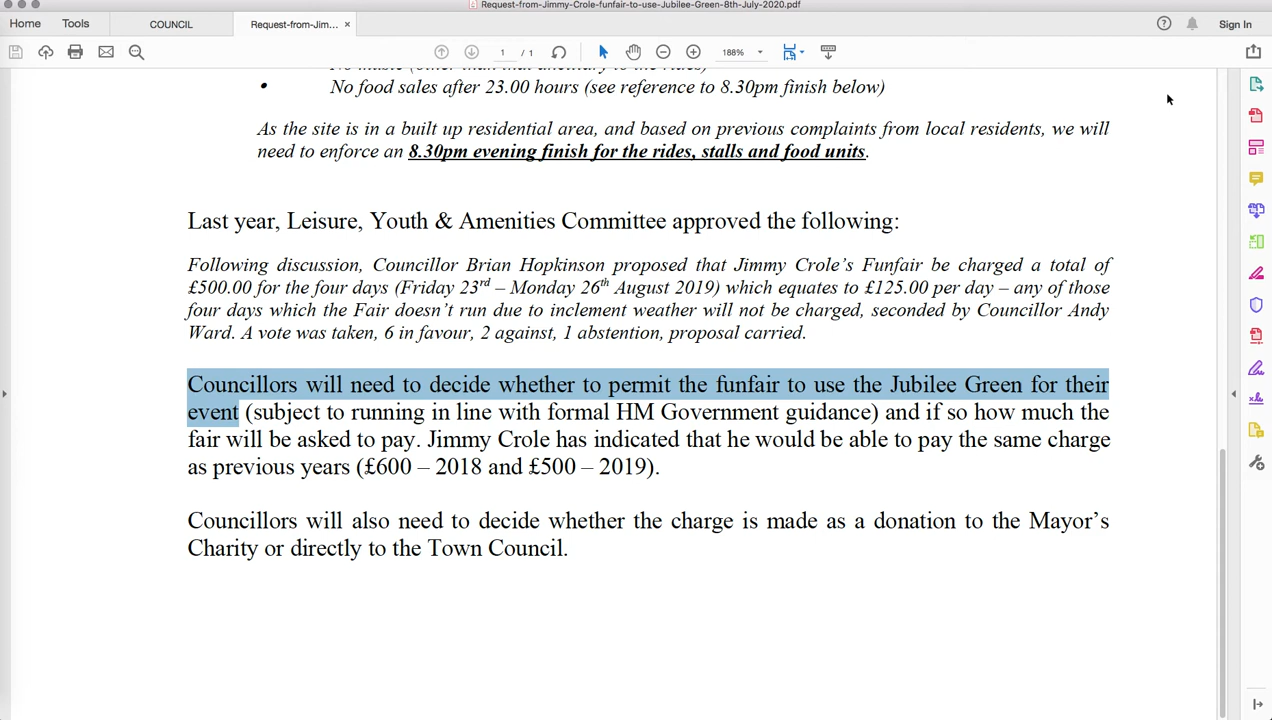 Request-from-Jimmy-Crole-funfair-to-use-Jubilee-Green-8th-July-2020.pdf
Home Tools COUNCIL Request-from-Jim... × Sign In
1 / 1 188%
No music (other than that ancillary to the rides)
• No food sales after 23.00 hours (see reference to 8.30pm finish below)
As the site is in a built up residential area, and based on previous complaints from local residents, we will
need to enforce an 8.30pm evening finish for the rides, stalls and food units.
Last year, Leisure, Youth & Amenities Committee approved the following:
Following discussion, Councillor Brian Hopkinson proposed that Jimmy Crole’s Funfair be charged a total of
£500.00 for the four days (Friday 23rd – Monday 26th August 2019) which equates to £125.00 per day – any of those
four days which the Fair doesn’t run due to inclement weather will not be charged, seconded by Councillor Andy
Ward. A vote was taken, 6 in favour, 2 against, 1 abstention, proposal carried.
Councillors will need to decide whether to permit the funfair to use the Jubilee Green for their
event (subject to running in line with formal HM Government guidance) and if so how much the
fair will be asked to pay. Jimmy Crole has indicated that he would be able to pay the same charge
as previous years (£600 – 2018 and £500 – 2019).
Councillors will also need to decide whether the charge is made as a donation to the Mayor’s
Charity or directly to the Town Council.